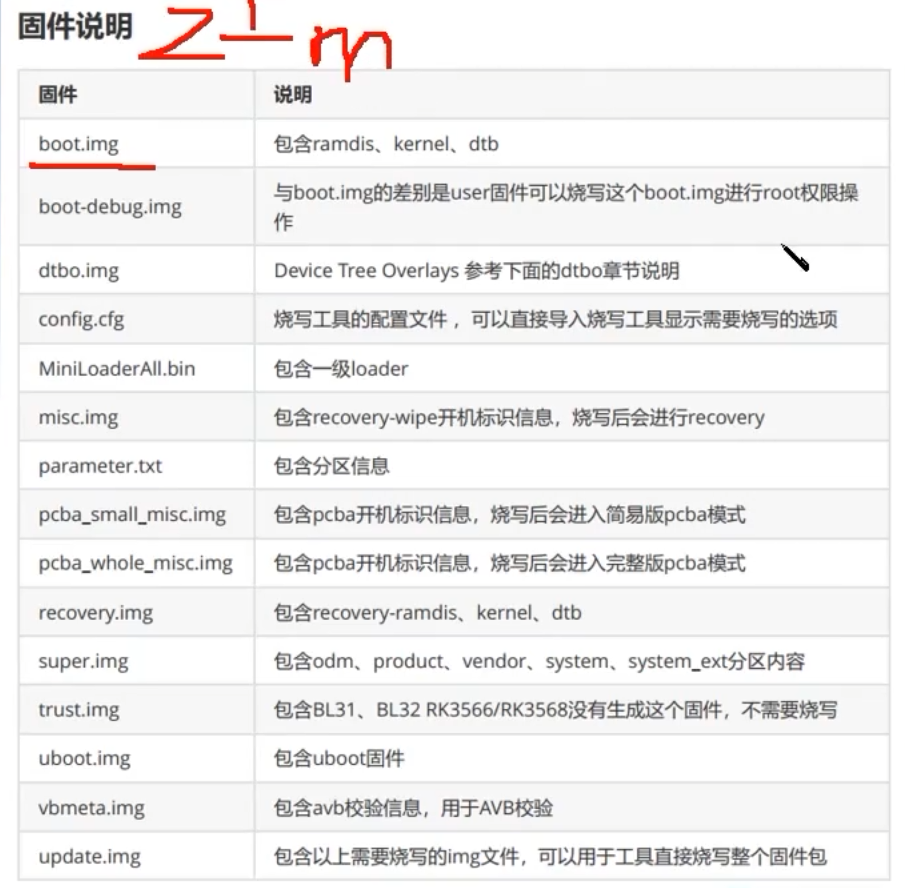 固件说明
固件 说明
boot.img 包含ramdis、kernel、dtb
boot-debug.img 与boot.img的差别是user固件可以烧写这个boot.img进行root权限操
作
dtbo.img Device Tree Overlays 参考下面的dtbo章节说明
config.cfg 烧写工具的配置文件，可以直接导入烧写工具显示需要烧写的选项
MiniLoaderAll.bin 包含一级loader
misc.img 包含recovery-wipe开机标识信息，烧写后会进行recovery
parameter.txt 包含分区信息
pcba_small_misc.img 包含pcba开机标识信息，烧写后会进入简易版pcba模式
pcba_whole_misc.img 包含pcba开机标识信息，烧写后会进入完整版pcba模式
recovery.img 包含recovery-ramdis、kernel、dtb
super.img 包含odm、product、vendor、system、system_ext分区内容
trust.img 包含BL31、BL32 RK3566/RK3568没有生成这个固件，不需要烧写
uboot.img 包含uboot固件
vbmeta.img 包含avb校验信息，用于AVB校验
update.img 包含以上需要烧写的img文件，可以用于工具直接烧写整个固件包